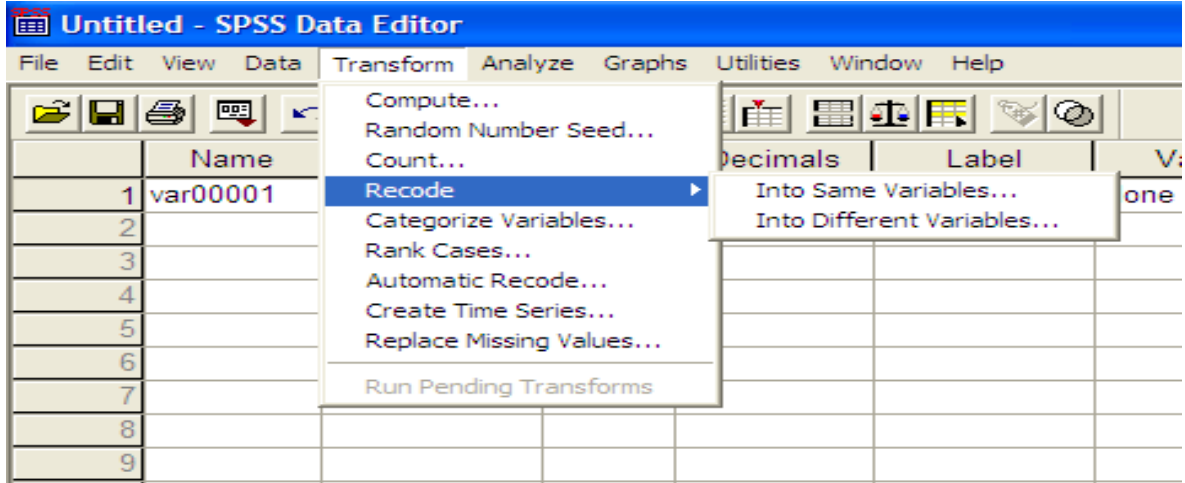 SPSS Untitled - SPSS Data Editor
File Edit View Data Transform Analyze Graphs Utilities Window Help
Compute...
Random Number Seed...
Count...
Recode
Categorize Variables...
Rank Cases...
Automatic Recode...
Create Time Series...
Replace Missing Values...
Run Pending Transforms
Into Same Variables...
Into Different Variables...
Name Decimals Label Va
1 var00001 one
2
3
4
5
6
7
8
9